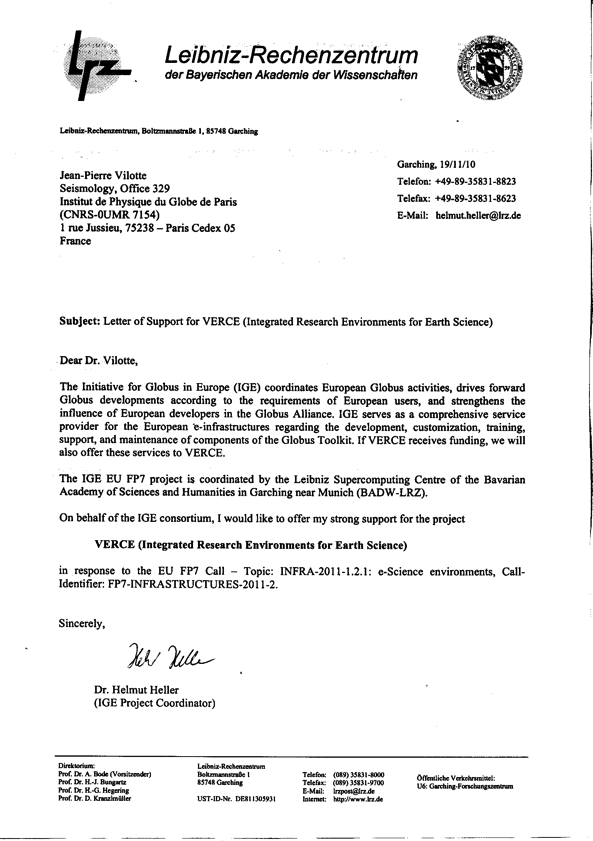 lrz
Leibniz-Rechenzentrum
der Bayerischen Akademie der Wissenschaften
Leibniz-Rechenzentrum, Boltzmannstraße 1, 85748 Garching
Jean-Pierre Vilotte
Seismology, Office 329
Institut de Physique du Globe de Paris
(CNRS-0UMR 7154)
1 rue Jussieu, 75238 – Paris Cedex 05
France
Garching, 19/11/10
Telefon: +49-89-35831-8823
Telefax: +49-89-35831-8623
E-Mail: helmut.heller@lrz.de
Subject: Letter of Support for VERCE (Integrated Research Environments for Earth Science)
Dear Dr. Vilotte,
The Initiative for Globus in Europe (IGE) coordinates European Globus activities, drives forward
Globus developments according to the requirements of European users, and strengthens the
influence of European developers in the Globus Alliance. IGE serves as a comprehensive service
provider for the European e-infrastructures regarding the development, customization, training,
support, and maintenance of components of the Globus Toolkit. If VERCE receives funding, we will
also offer these services to VERCE.
The IGE EU FP7 project is coordinated by the Leibniz Supercomputing Centre of the Bavarian
Academy of Sciences and Humanities in Garching near Munich (BADW-LRZ).
On behalf of the IGE consortium, I would like to offer my strong support for the project
VERCE (Integrated Research Environments for Earth Science)
in response to the EU FP7 Call – Topic: INFRA-2011-1.2.1: e-Science environments, Call-
Identifier: FP7-INFRASTRUCTURES-2011-2.
Sincerely,
Dr. Helmut Heller
(IGE Project Coordinator)
Direktorium:
Prof. Dr. A. Bode (Vorsitzender)
Prof. Dr. H.-J. Bungartz
Prof. Dr. H.-G. Hegering
Prof. Dr. D. Kranzlmüller
Leibniz-Rechenzentrum
Boltzmannstraße 1
85748 Garching
UST-ID-Nr. DE811305931
Telefon: (089) 35831-8000
Telefax: (089) 35831-9700
E-Mail: lrzpost@lrz.de
Internet: http://www.lrz.de
Öffentliche Verkehrsmittel:
U6: Garching-Forschungszentrum